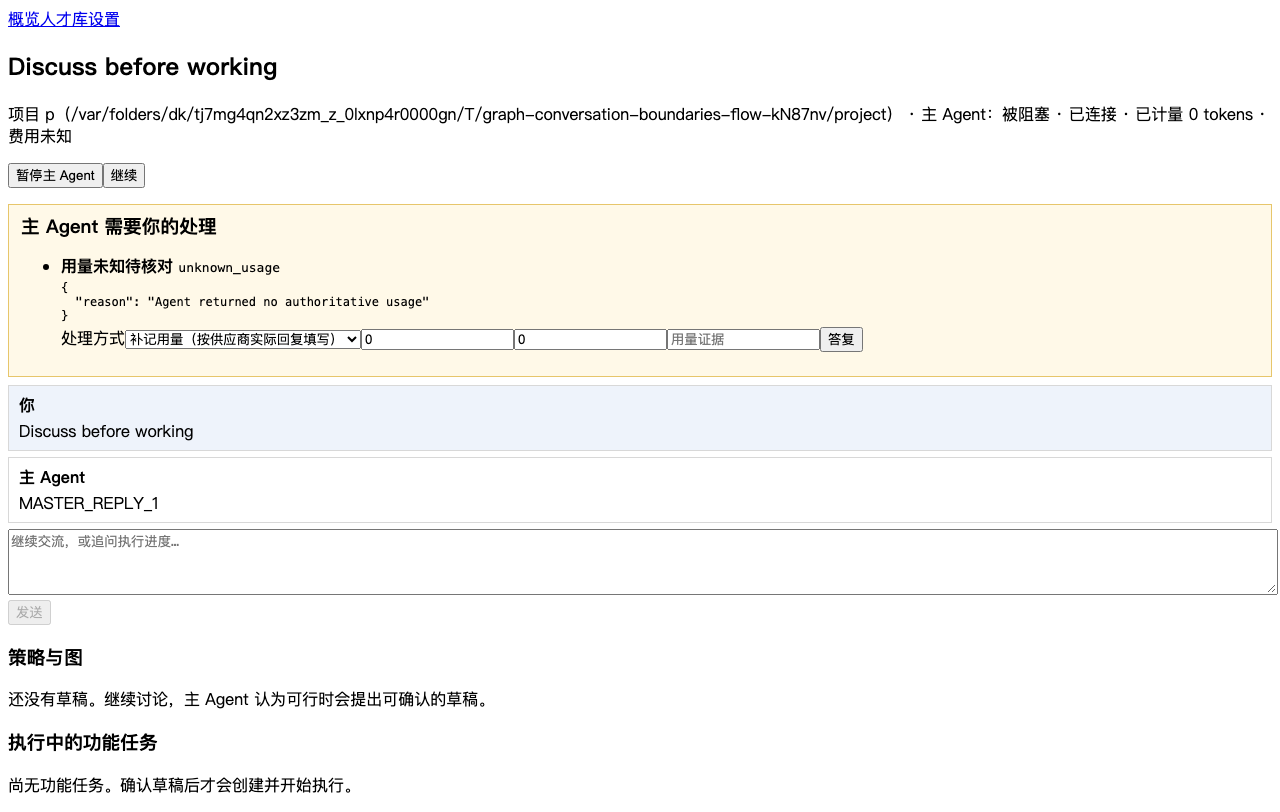 概览人才库设置
Discuss before working
项目 p（/var/folders/dk/tj7mg4qn2xz3zm_z_0lxnp4r0000gn/T/graph-conversation-boundaries-flow-kN87nv/project） · 主 Agent：被阻塞 · 已连接 · 已计量 0 tokens ·
费用未知
暂停主 Agent 继续
主 Agent 需要你的处理
用量未知待核对 unknown_usage
{
"reason": "Agent returned no authoritative usage"
}
处理方式 补记用量（按供应商实际回复填写） 0 0 用量证据 答复
你
Discuss before working
主 Agent
MASTER_REPLY_1
继续交流，或追问执行进度…
发送
策略与图
还没有草稿。继续讨论，主 Agent 认为可行时会提出可确认的草稿。
执行中的功能任务
尚无功能任务。确认草稿后才会创建并开始执行。